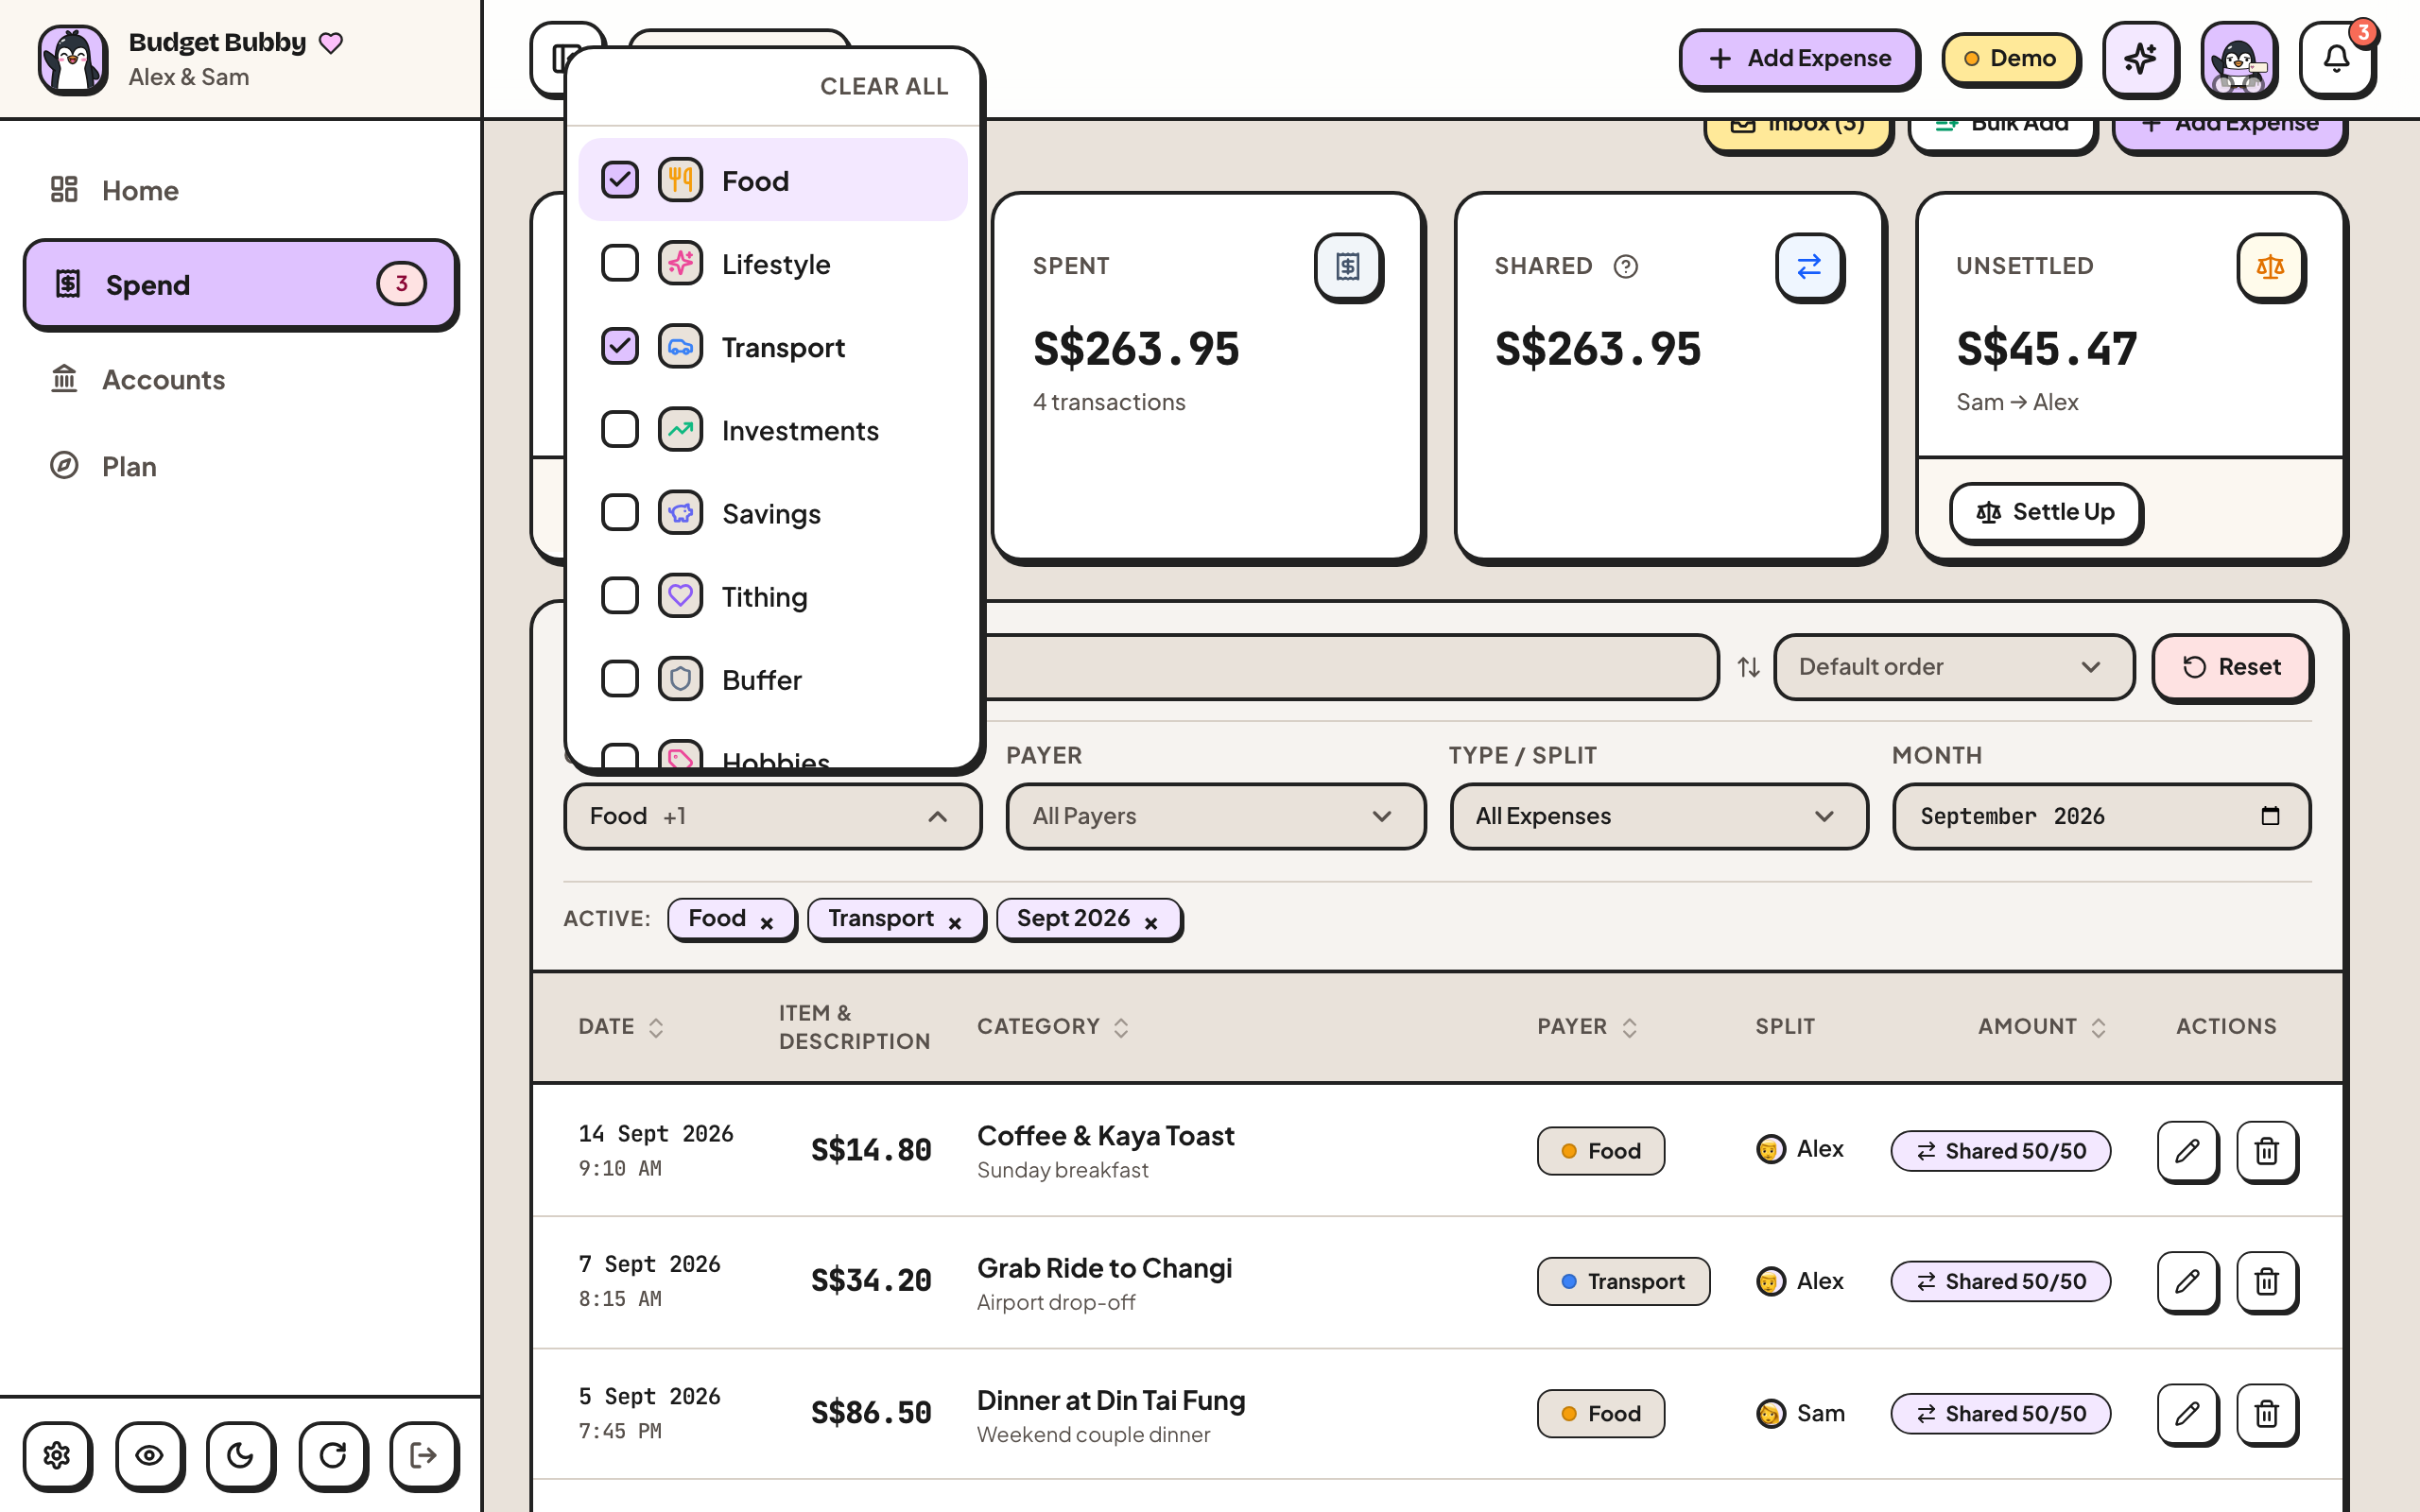 Budget Bubby
Alex & Sam
Home
Spend
3
Accounts
Plan
Add Expense
Demo
3
Inbox (3)
Bulk Add
Add Expense
CLEAR ALL
Food
Lifestyle
Transport
Investments
Savings
Tithing
Buffer
Hobbies
SPENT
S$263.95
4 transactions
SHARED
S$263.95
UNSETTLED
S$45.47
Sam → Alex
Settle Up
Default order
Reset
PAYER
TYPE / SPLIT
MONTH
Food +1
All Payers
All Expenses
September 2026
ACTIVE:
Food ×
Transport ×
Sept 2026 ×
DATE
ITEM &
DESCRIPTION
CATEGORY
PAYER
SPLIT
AMOUNT
ACTIONS
14 Sept 2026
9:10 AM
S$14.80
Coffee & Kaya Toast
Sunday breakfast
Food
Alex
Shared 50/50
7 Sept 2026
8:15 AM
S$34.20
Grab Ride to Changi
Airport drop-off
Transport
Alex
Shared 50/50
5 Sept 2026
7:45 PM
S$86.50
Dinner at Din Tai Fung
Weekend couple dinner
Food
Sam
Shared 50/50